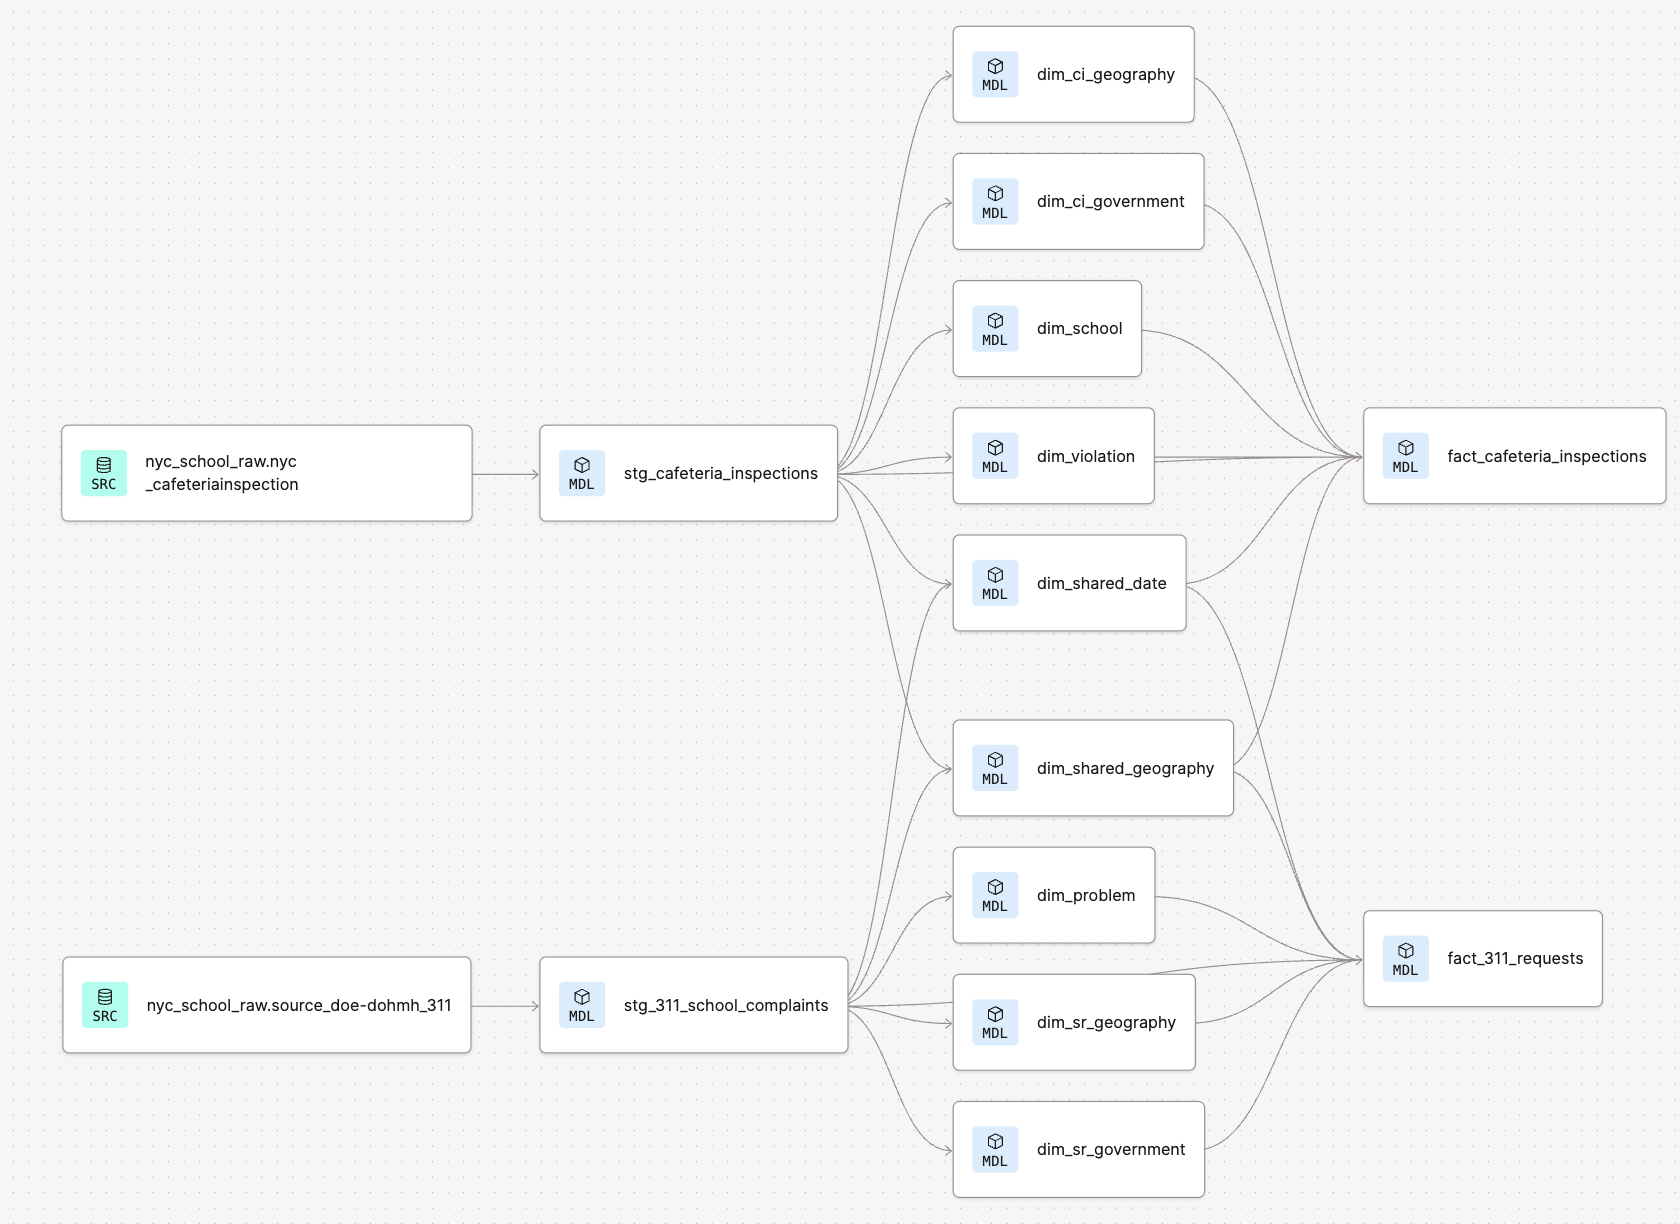 MDL
dim_ci_geography
MDL
dim_ci_government
MDL
dim_school
SRC
nyc_school_raw.nyc
_cafeteriainspection
MDL
stg_cafeteria_inspections
MDL
dim_violation
MDL
fact_cafeteria_inspections
MDL
dim_shared_date
MDL
dim_shared_geography
MDL
dim_problem
SRC
nyc_school_raw.source_doe-dohmh_311
MDL
stg_311_school_complaints
MDL
fact_311_requests
MDL
dim_sr_geography
MDL
dim_sr_government